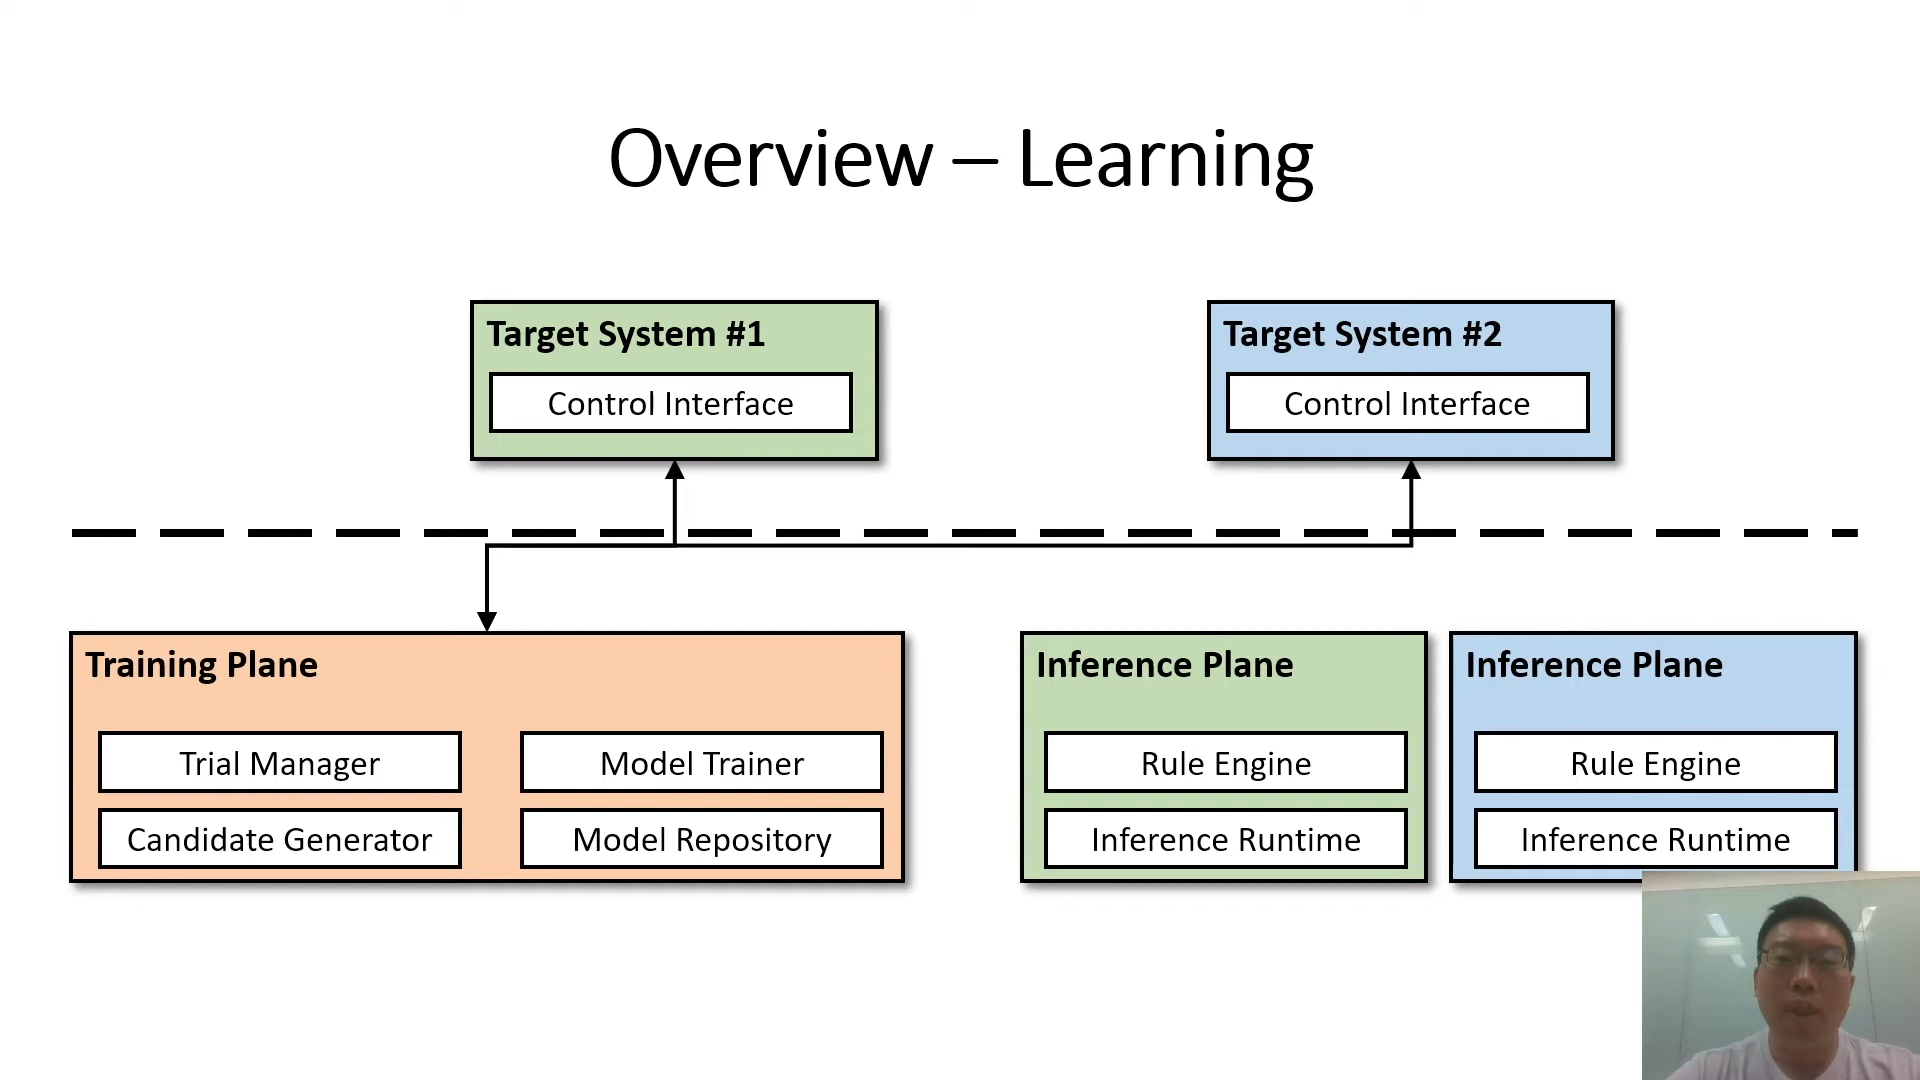 Overview – Learning
Target System #1
Control Interface
Target System #2
Control Interface
Training Plane
Trial Manager
Model Trainer
Candidate Generator
Model Repository
Inference Plane
Rule Engine
Inference Runtime
Inference Plane
Rule Engine
Inference Runtime